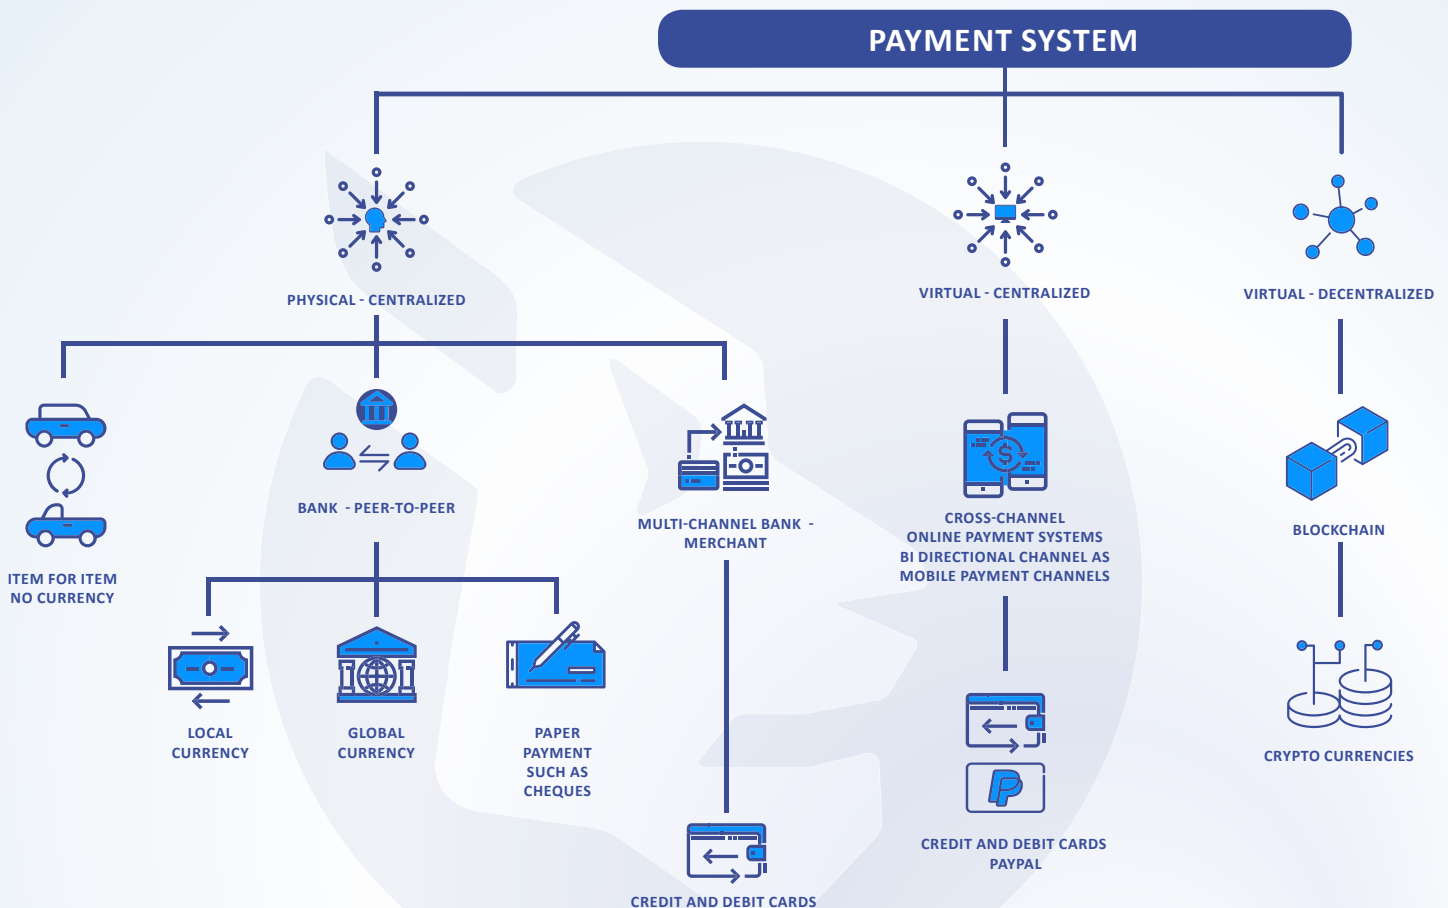 PAYMENT SYSTEM
PHYSICAL - CENTRALIZED
VIRTUAL - CENTRALIZED
VIRTUAL - DECENTRALIZED
ITEM FOR ITEM
NO CURRENCY
BANK - PEER-TO-PEER
MULTI-CHANNEL BANK -
MERCHANT
CROSS-CHANNEL
ONLINE PAYMENT SYSTEMS
BI DIRECTIONAL CHANNEL AS
MOBILE PAYMENT CHANNELS
BLOCKCHAIN
LOCAL
CURRENCY
GLOBAL
CURRENCY
PAPER
PAYMENT
SUCH AS
CHEQUES
CREDIT AND DEBIT CARDS
CREDIT AND DEBIT CARDS
PAYPAL
CRYPTO CURRENCIES